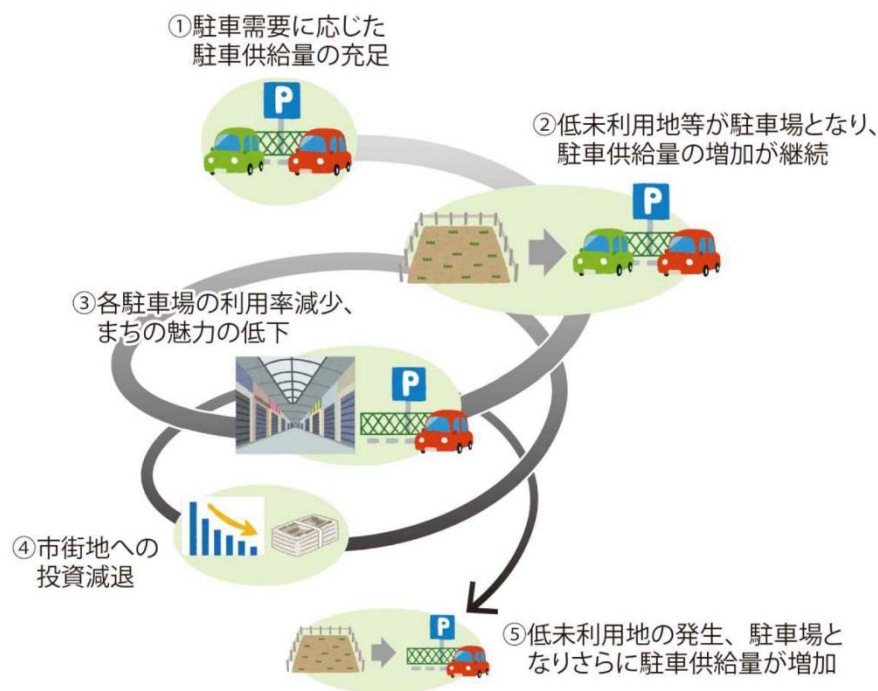 ①駐車需要に応じた
駐車供給量の充足
P
②低未利用地等が駐車場となり、
駐車供給量の増加が継続
P
③各駐車場の利用率減少、
まちの魅力の低下
P
④市街地への
投資減退
⑤低未利用地の発生、駐車場と
なりさらに駐車供給量が増加
P